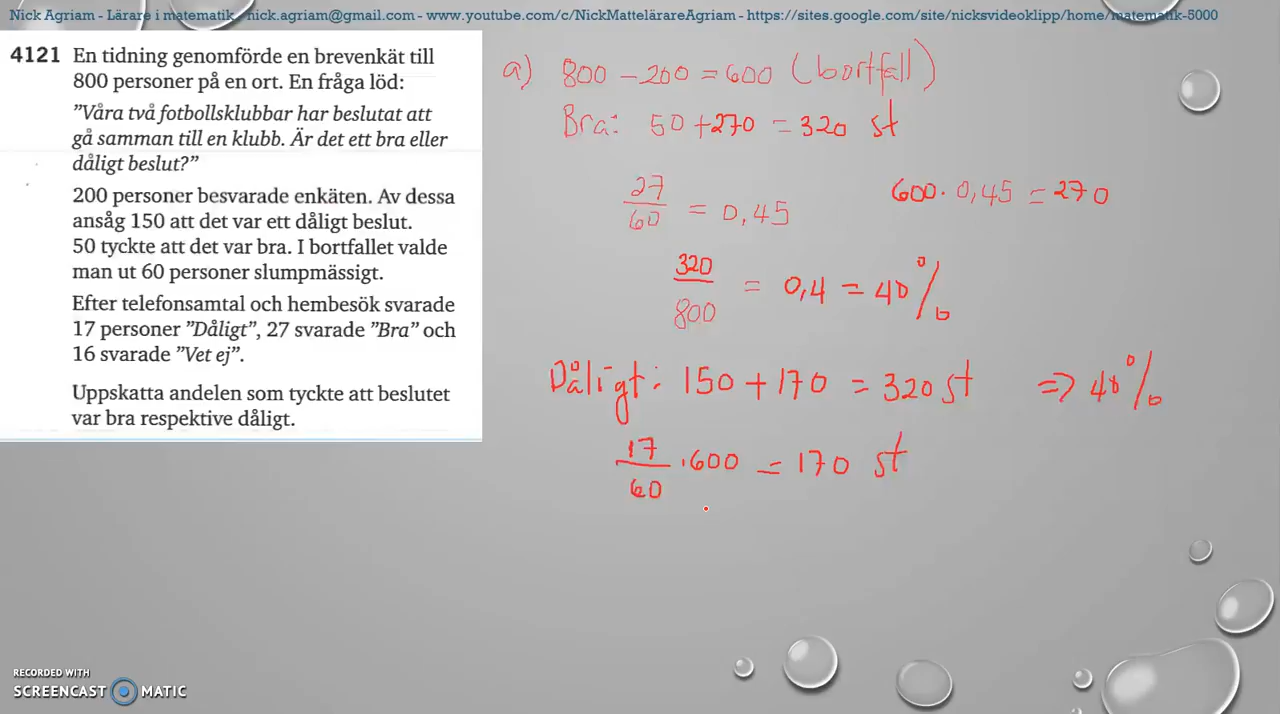 Nick Agriam - Lärare i matematik - nick.agriam@gmail.com - www.youtube.com/c/NickMattelärareAgriam - https://sites.google.com/site/nicksvideoklipp/home/matematik-5000
4121 En tidning genomförde en brevenkät till
800 personer på en ort. En fråga löd:
"Våra två fotbollsklubbar har beslutat att
gå samman till en klubb. Är det ett bra eller
dåligt beslut?"
200 personer besvarade enkäten. Av dessa
ansåg 150 att det var ett dåligt beslut.
50 tyckte att det var bra. I bortfallet valde
man ut 60 personer slumpmässigt.
Efter telefonsamtal och hembesök svarade
17 personer "Dåligt", 27 svarade "Bra" och
16 svarade "Vet ej".
Uppskatta andelen som tyckte att beslutet
var bra respektive dåligt.
a) 800 - 200 = 600 (bortfall)
Bra: 50 + 270 = 320 st
27/60 = 0,45
600 · 0,45 = 270
320/800 = 0,4 = 40 %
Dåligt: 150 + 170 = 320 st => 40 %
17/60 · 600 = 170 st
RECORDED WITH
SCREENCAST MATIC